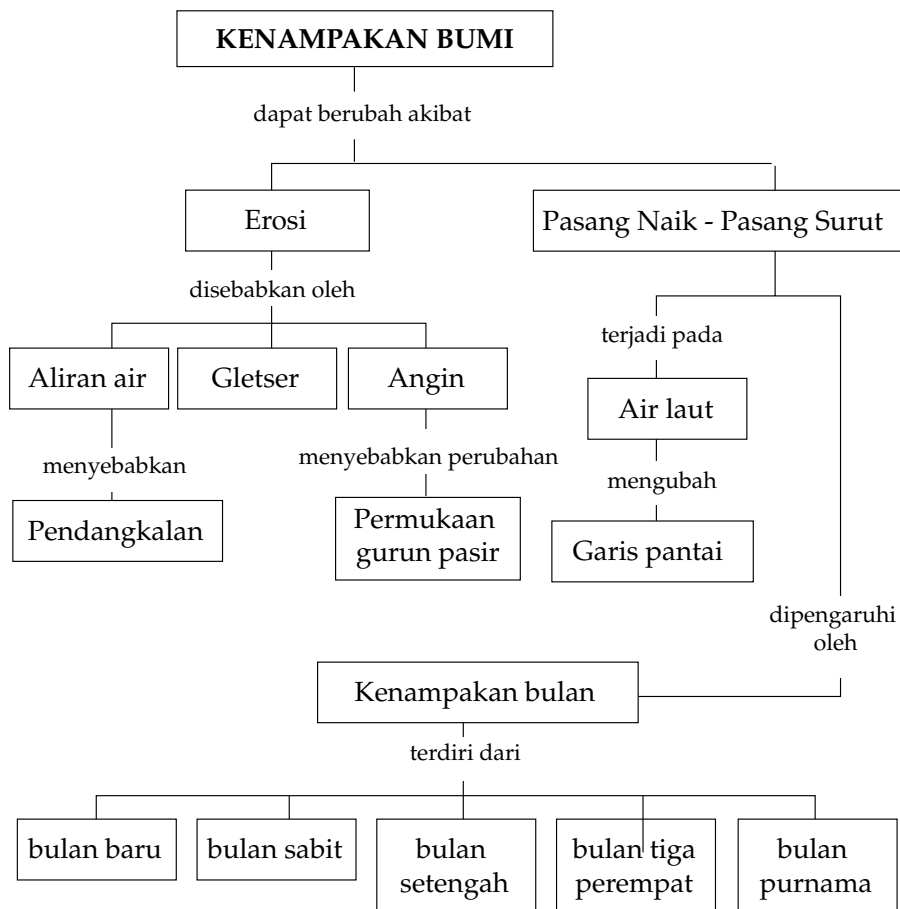 KENAMPAKAN BUMI
dapat berubah akibat
Erosi
Pasang Naik - Pasang Surut
disebabkan oleh
terjadi pada
Aliran air
Gletser
Angin
Air laut
menyebabkan
menyebabkan perubahan
mengubah
Pendangkalan
Permukaan
gurun pasir
Garis pantai
dipengaruhi
oleh
Kenampakan bulan
terdiri dari
bulan baru
bulan sabit
bulan
setengah
bulan tiga
perempat
bulan
purnama